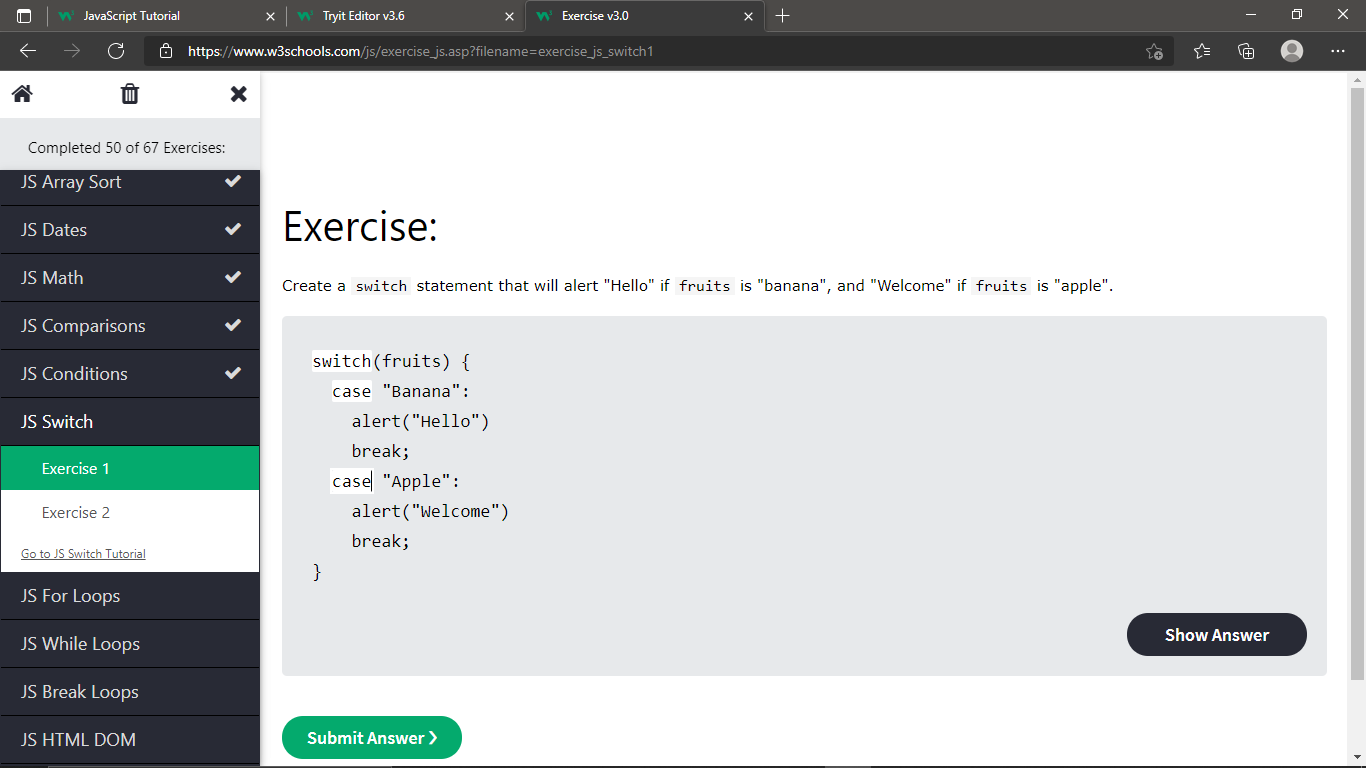 JavaScript Tutorial
Tryit Editor v3.6
Exercise v3.0
https://www.w3schools.com/js/exercise_js.asp?filename=exercise_js_switch1
Completed 50 of 67 Exercises:
JS Array Sort
JS Dates
JS Math
JS Comparisons
JS Conditions
JS Switch
Exercise 1
Exercise 2
Go to JS Switch Tutorial
JS For Loops
JS While Loops
JS Break Loops
JS HTML DOM
Exercise:
Create a switch statement that will alert "Hello" if fruits is "banana", and "Welcome" if fruits is "apple".
switch(fruits) {
case "Banana":
alert("Hello")
break;
case "Apple":
alert("Welcome")
break;
}
Show Answer
Submit Answer ❯